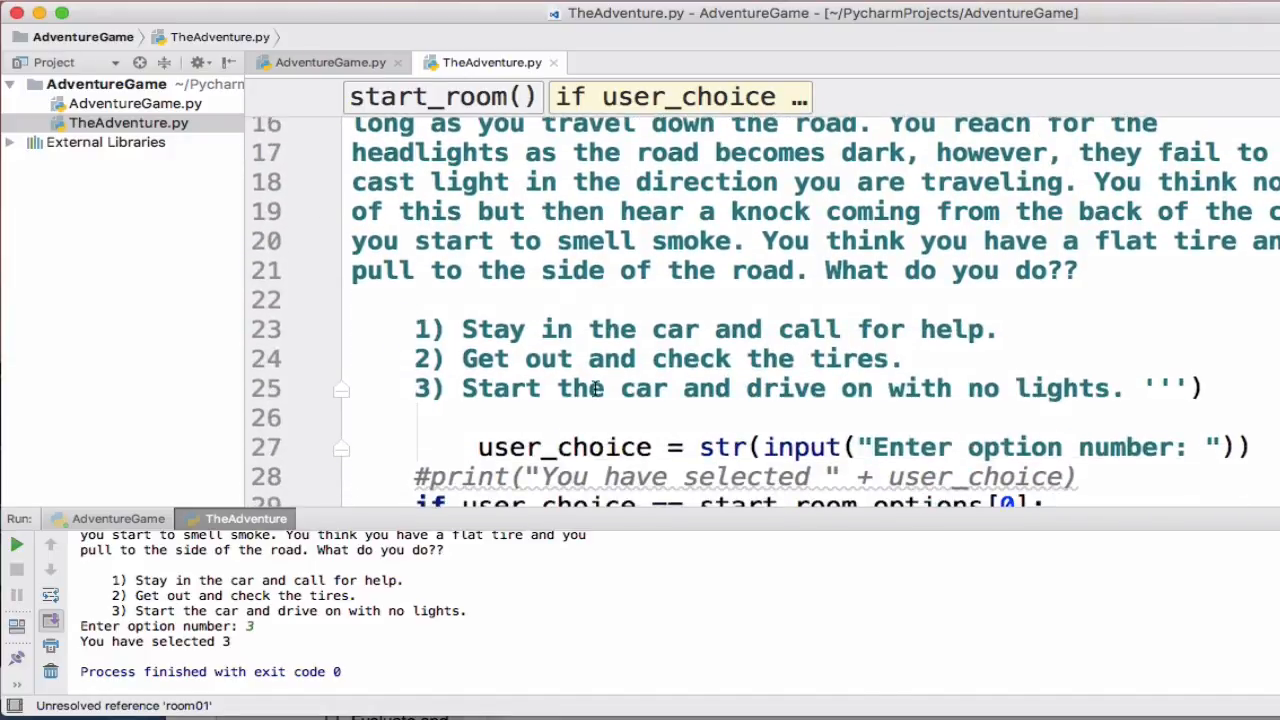 TheAdventure.py - AdventureGame - [~/PycharmProjects/AdventureGame]
AdventureGame
TheAdventure.py
Project
AdventureGame.py
TheAdventure.py
AdventureGame ~/Pycharm
AdventureGame.py
TheAdventure.py
External Libraries
start_room()
if user_choice …
16 long as you travel down the road. You reach for the
17 headlights as the road becomes dark, however, they fail to
18 cast light in the direction you are traveling. You think no
19 of this but then hear a knock coming from the back of the c
20 you start to smell smoke. You think you have a flat tire an
21 pull to the side of the road. What do you do??
22
23 1) Stay in the car and call for help.
24 2) Get out and check the tires.
25 3) Start the car and drive on with no lights. ''')
26
27 user_choice = str(input("Enter option number: "))
28 #print("You have selected " + user_choice)
29 if user_choice == start_room_options[0]:
Run:
AdventureGame
TheAdventure
you start to smell smoke. You think you have a flat tire and you
pull to the side of the road. What do you do??
1) Stay in the car and call for help.
2) Get out and check the tires.
3) Start the car and drive on with no lights.
Enter option number: 3
You have selected 3
Process finished with exit code 0
Unresolved reference 'room01'
Evaluate and